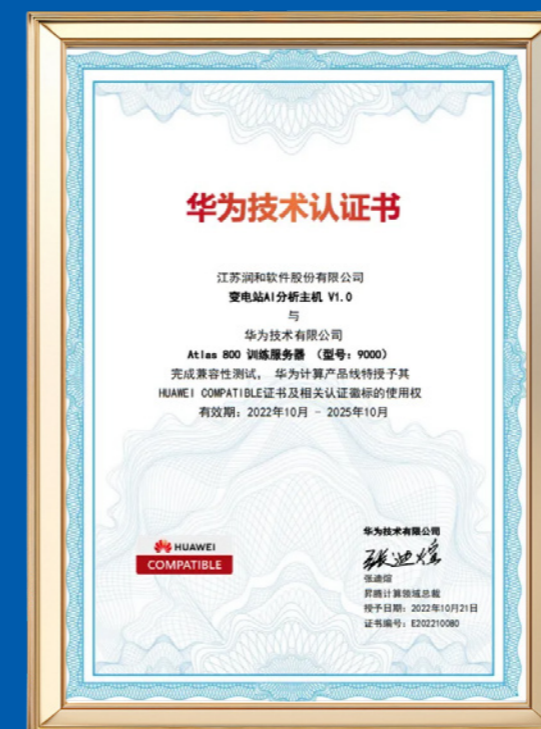 华为技术认证书
江苏润和软件股份有限公司
变电站AI分析主机 V1.0
与
华为技术有限公司
Atlas 800 训练服务器 （型号：9000）
完成兼容性测试， 华为计算产品线特授予其
HUAWEI COMPATIBLE证书及相关认证徽标的使用权
有效期：2022年10月 - 2025年10月
HUAWEI
COMPATIBLE
华为技术有限公司
张迪煊
张迪煊
昇腾计算领域总裁
授予日期：2022年10月21日
证书编号：E202210080